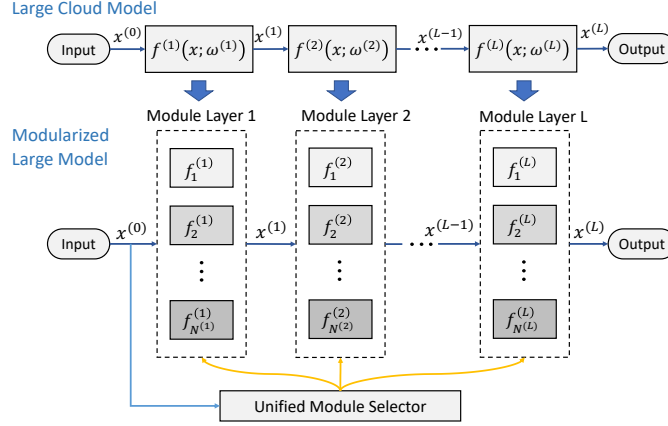 Large Cloud Model
Input x^{(0)} f^{(1)}(x; ω^{(1)}) x^{(1)} f^{(2)}(x; ω^{(2)}) ··· x^{(L−1)} f^{(L)}(x; ω^{(L)}) x^{(L)} Output
Module Layer 1 Module Layer 2 Module Layer L
Modularized
Large Model
f_1^{(1)} f_1^{(2)} f_1^{(L)}
Input x^{(0)} f_2^{(1)} x^{(1)} f_2^{(2)} ··· x^{(L−1)} f_2^{(L)} x^{(L)} Output
⋮ ⋮ ⋮
f_{N^{(1)}}^{(1)} f_{N^{(2)}}^{(2)} f_{N^{(L)}}^{(L)}
Unified Module Selector